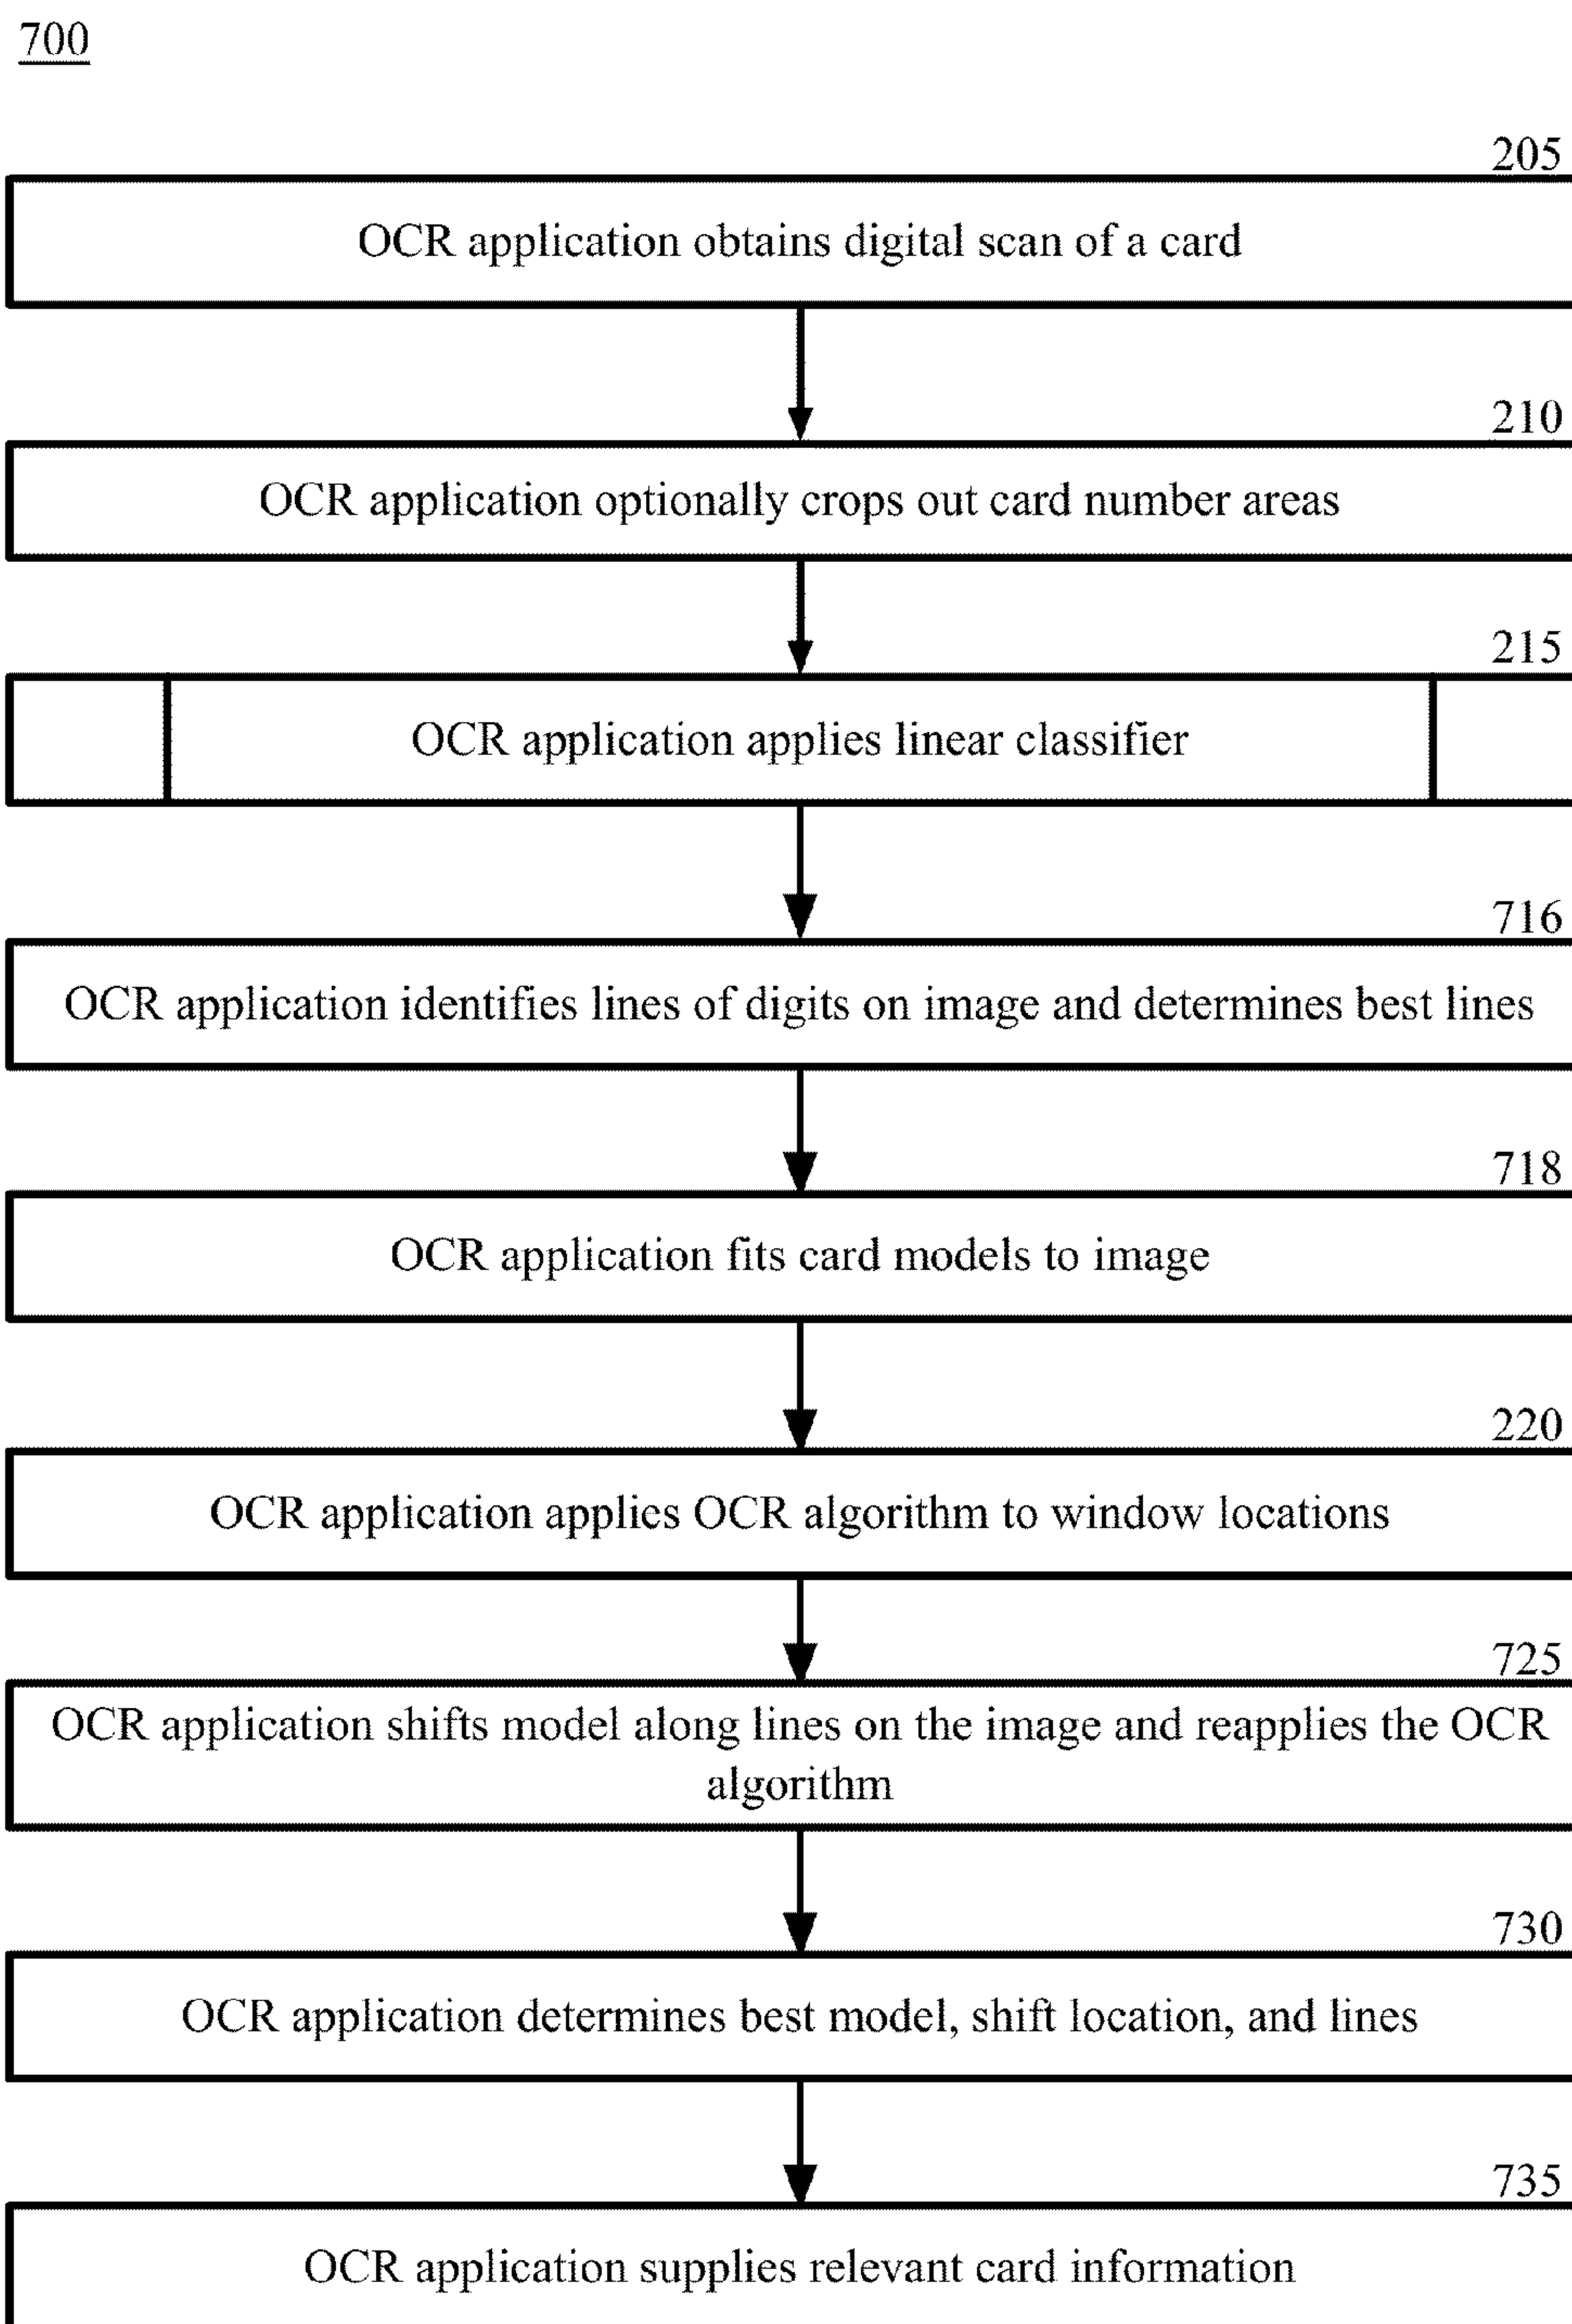 700
205
OCR application obtains digital scan of a card
210
OCR application optionally crops out card number areas
215
OCR application applies linear classifier
716
OCR application identifies lines of digits on image and determines best lines
718
OCR application fits card models to image
220
OCR application applies OCR algorithm to window locations
725
OCR application shifts model along lines on the image and reapplies the OCR
algorithm
730
OCR application determines best model, shift location, and lines
735
OCR application supplies relevant card information